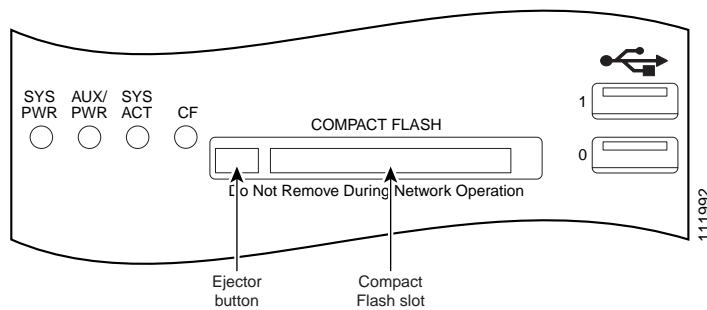 SYS PWR
AUX/ PWR
SYS ACT
CF
COMPACT FLASH
Do Not Remove During Network Operation
1
0
111992
Ejector button
Compact Flash slot